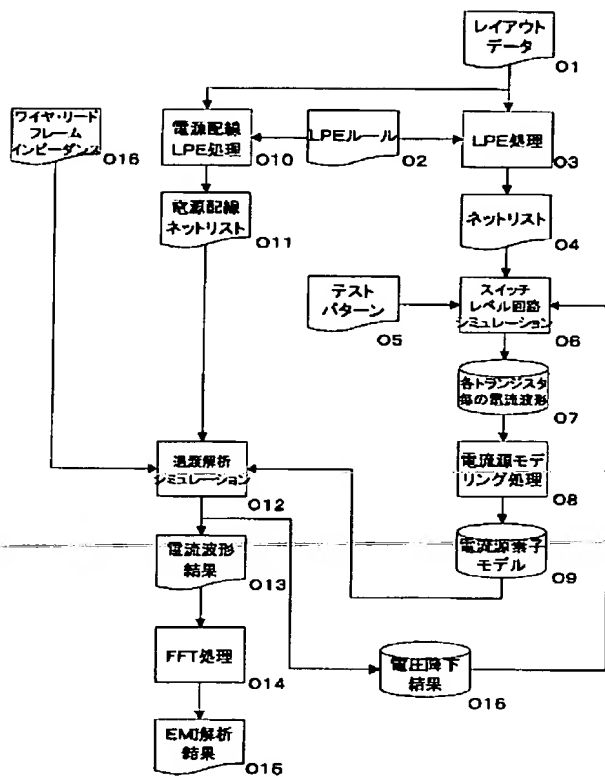 レイアウト
データ
O1
ワイヤ・リード
フレーム
インピーダンス
O16
電源配線
LPE処理
O10
LPEルール
O2
LPE処理
O3
電源配線
ネットリスト
O11
ネットリスト
O4
テスト
パターン
O5
スイッチ
レベル回路
シミュレーション
O6
各トランジスタ
毎の電流波形
O7
過渡解析
シミュレーション
O12
電流源モデ
リング処理
O8
電流波形
結果
O13
電流源素子
モデル
O9
FFT処理
O14
電圧降下
結果
O16
EMI解析
結果
O15